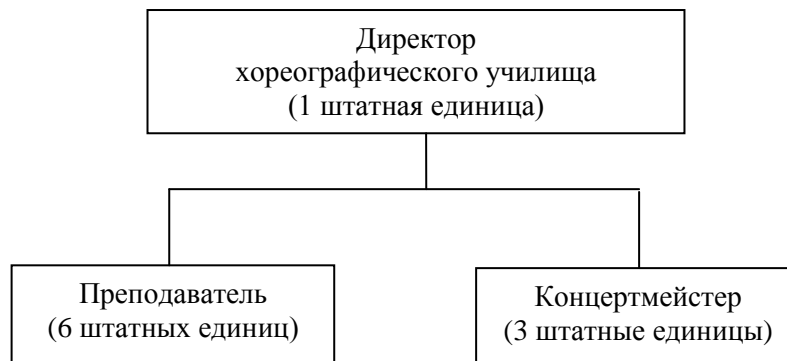 Директор
хореографического училища
(1 штатная единица)
Преподаватель
(6 штатных единиц)
Концертмейстер
(3 штатные единицы)